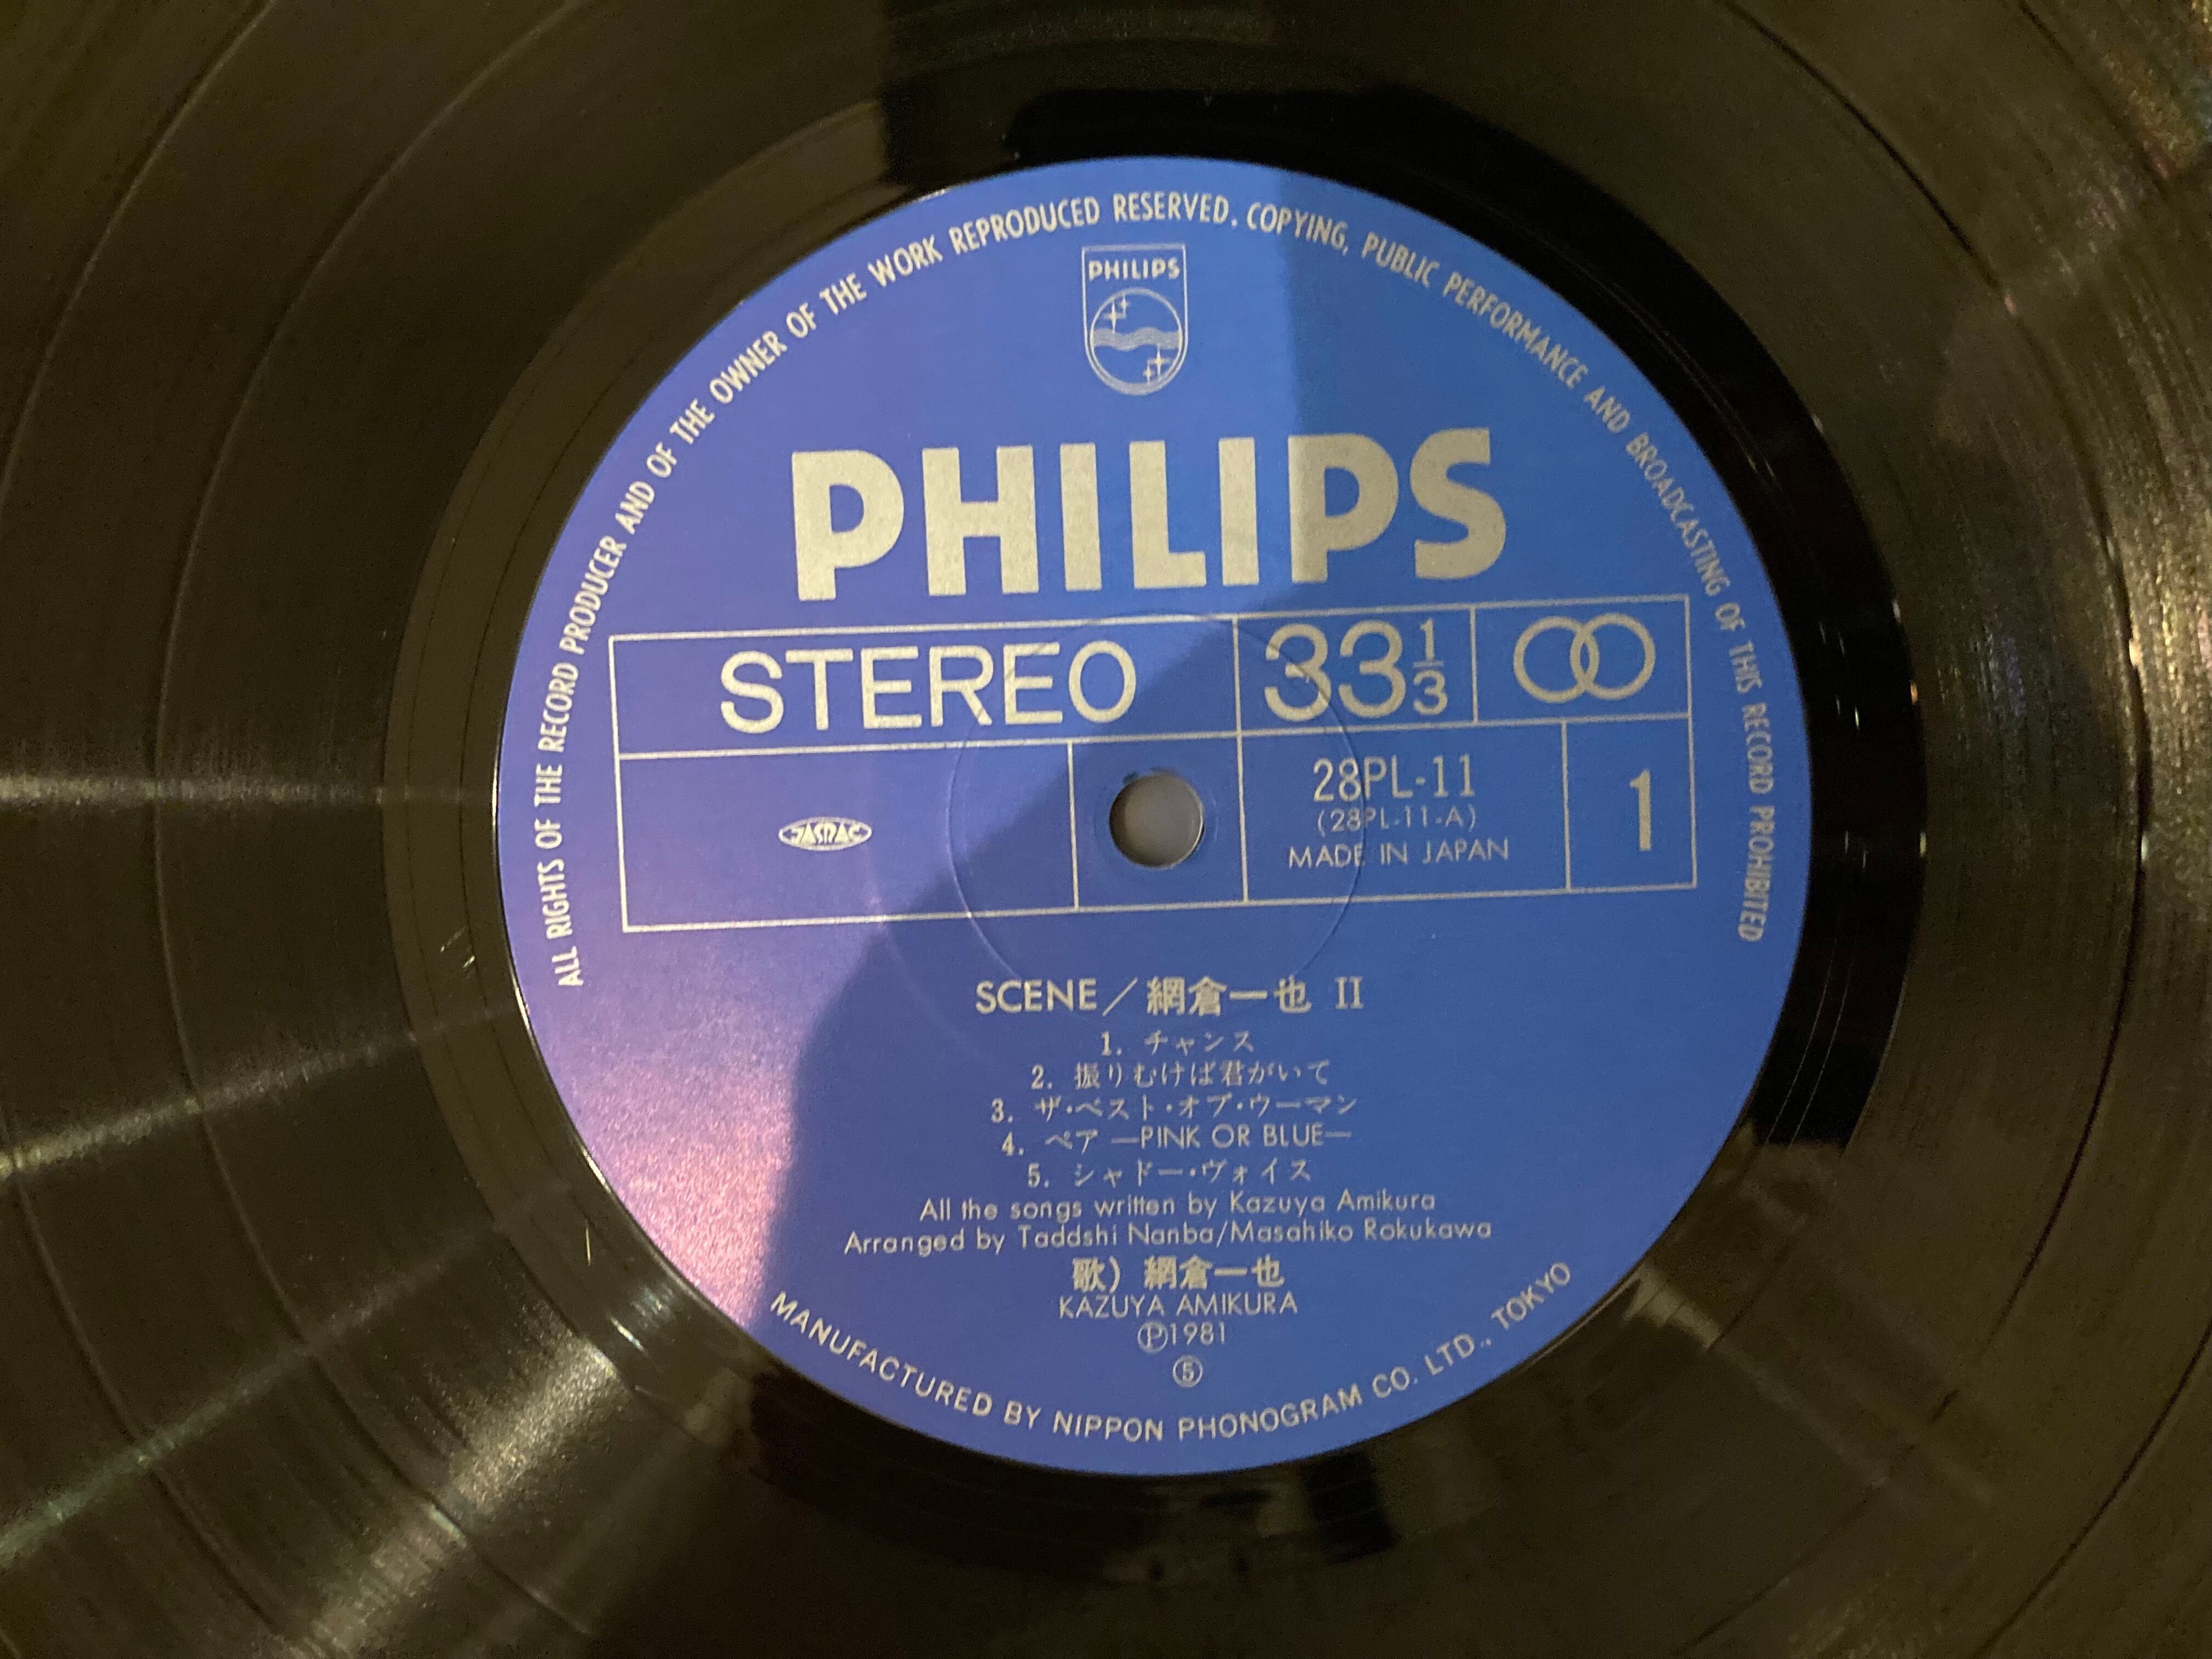 ALL RIGHTS OF THE RECORD PRODUCER AND OF THE OWNER OF THE WORK REPRODUCED RESERVED. COPYING, PUBLIC PERFORMANCE AND BROADCASTING OF THIS RECORD PROHIBITED
PHILIPS
PHILIPS
STEREO 33 1/3
JASRAC
28PL-11
(28PL-11-A)
MADE IN JAPAN
1
SCENE／網倉一也 II
1. チャンス
2. 振りむけば君がいて
3. ザ・ベスト・オブ・ウーマン
4. ペア —PINK OR BLUE—
5. シャドー・ヴォイス
All the songs written by Kazuya Amikura
Arranged by Taddshi Nanba/Masahiko Rokukawa
歌）網倉一也
KAZUYA AMIKURA
Ⓟ1981
⑤
MANUFACTURED BY NIPPON PHONOGRAM CO. LTD., TOKYO